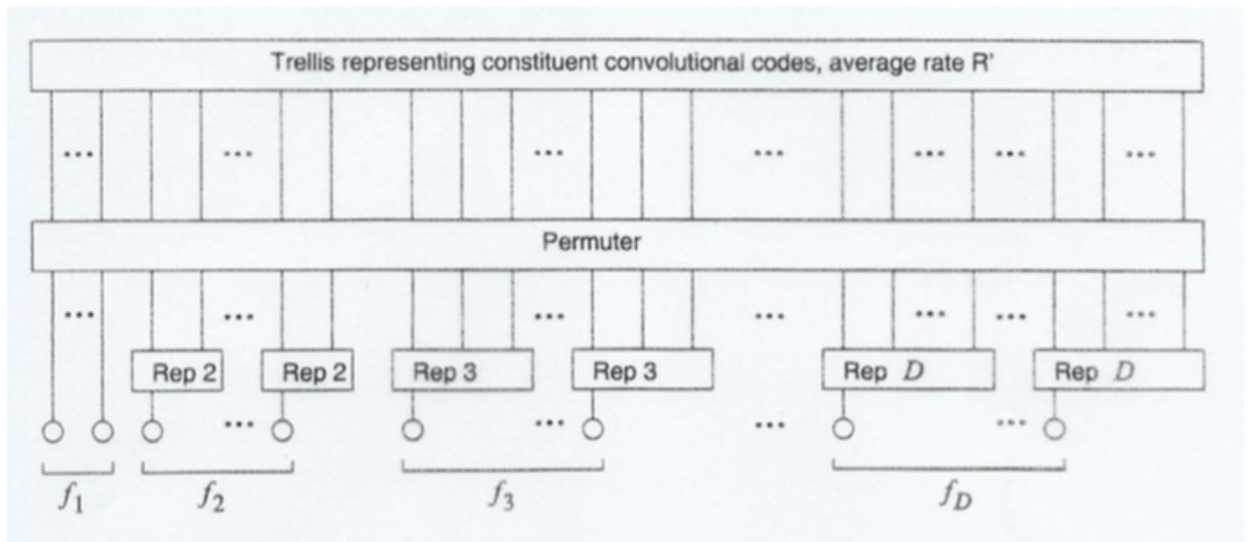 Trellis representing constituent convolutional codes, average rate R'
Permuter
Rep 2 Rep 2 Rep 3 Rep 3 Rep D Rep D
f1 f2 f3 fD